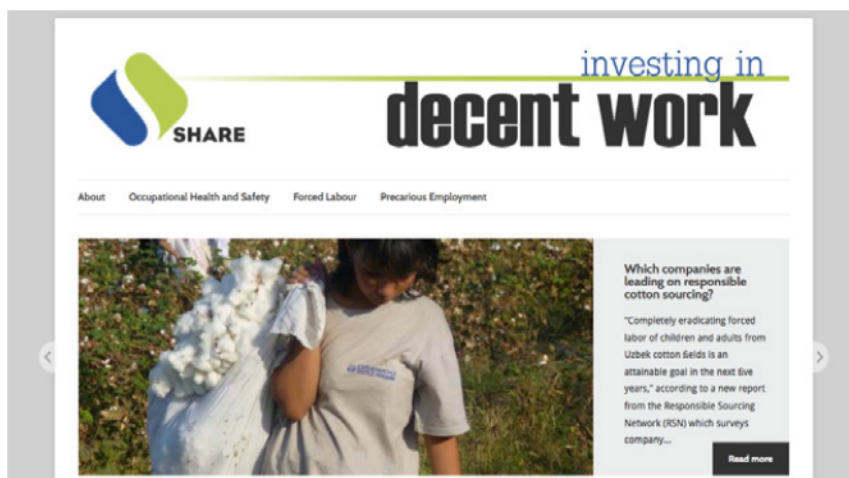 investing in
decent work
SHARE
About Occupational Health and Safety Forced Labour Precarious Employment
Which companies are
leading on responsible
cotton sourcing?
"Completely eradicating forced
labor of children and adults from
Uzbek cotton fields is an
attainable goal in the next five
years," according to a new report
from the Responsible Sourcing
Network (RSN) which surveys
company...
Read more